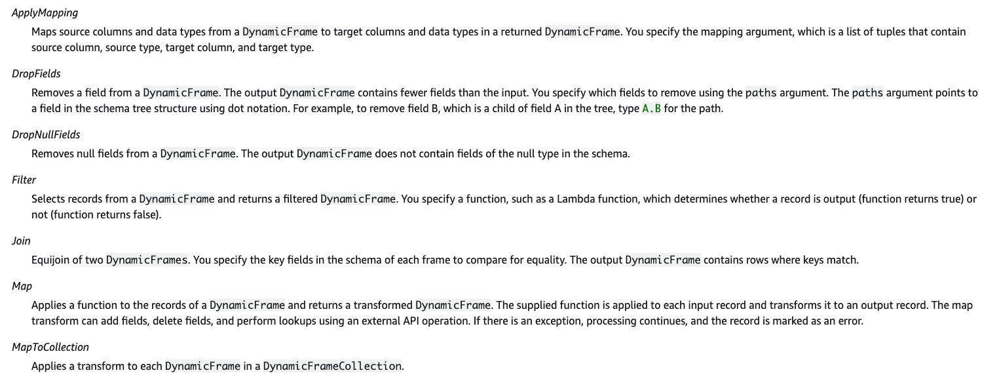 ApplyMapping
Maps source columns and data types from a DynamicFrame to target columns and data types in a returned DynamicFrame. You specify the mapping argument, which is a list of tuples that contain
source column, source type, target column, and target type.
DropFields
Removes a field from a DynamicFrame. The output DynamicFrame contains fewer fields than the input. You specify which fields to remove using the paths argument. The paths argument points to
a field in the schema tree structure using dot notation. For example, to remove field B, which is a child of field A in the tree, type A.B for the path.
DropNullFields
Removes null fields from a DynamicFrame. The output DynamicFrame does not contain fields of the null type in the schema.
Filter
Selects records from a DynamicFrame and returns a filtered DynamicFrame. You specify a function, such as a Lambda function, which determines whether a record is output (function returns true) or
not (function returns false).
Join
Equijoin of two DynamicFrames. You specify the key fields in the schema of each frame to compare for equality. The output DynamicFrame contains rows where keys match.
Map
Applies a function to the records of a DynamicFrame and returns a transformed DynamicFrame. The supplied function is applied to each input record and transforms it to an output record. The map
transform can add fields, delete fields, and perform lookups using an external API operation. If there is an exception, processing continues, and the record is marked as an error.
MapToCollection
Applies a transform to each DynamicFrame in a DynamicFrameCollection.